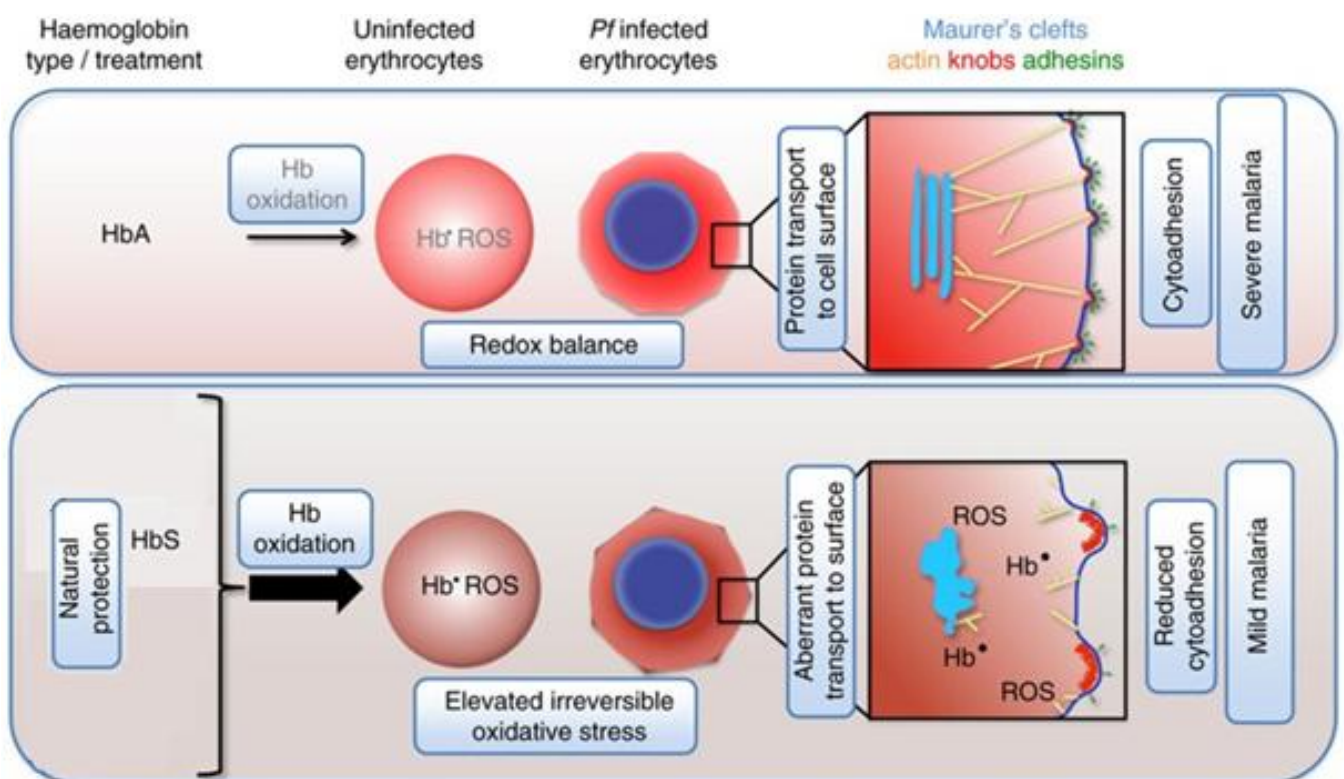 Haemoglobin
type / treatment
Uninfected
erythrocytes
Pf infected
erythrocytes
Maurer's clefts
actin knobs adhesins
HbA
Hb
oxidation
Hb• ROS
Redox balance
Protein transport
to cell surface
Cytoadhesion
Severe malaria
Natural
protection
HbS
Hb
oxidation
Hb• ROS
Elevated irreversible
oxidative stress
Aberrant protein
transport to surface
ROS
Hb•
Hb•
ROS
Reduced
cytoadhesion
Mild malaria